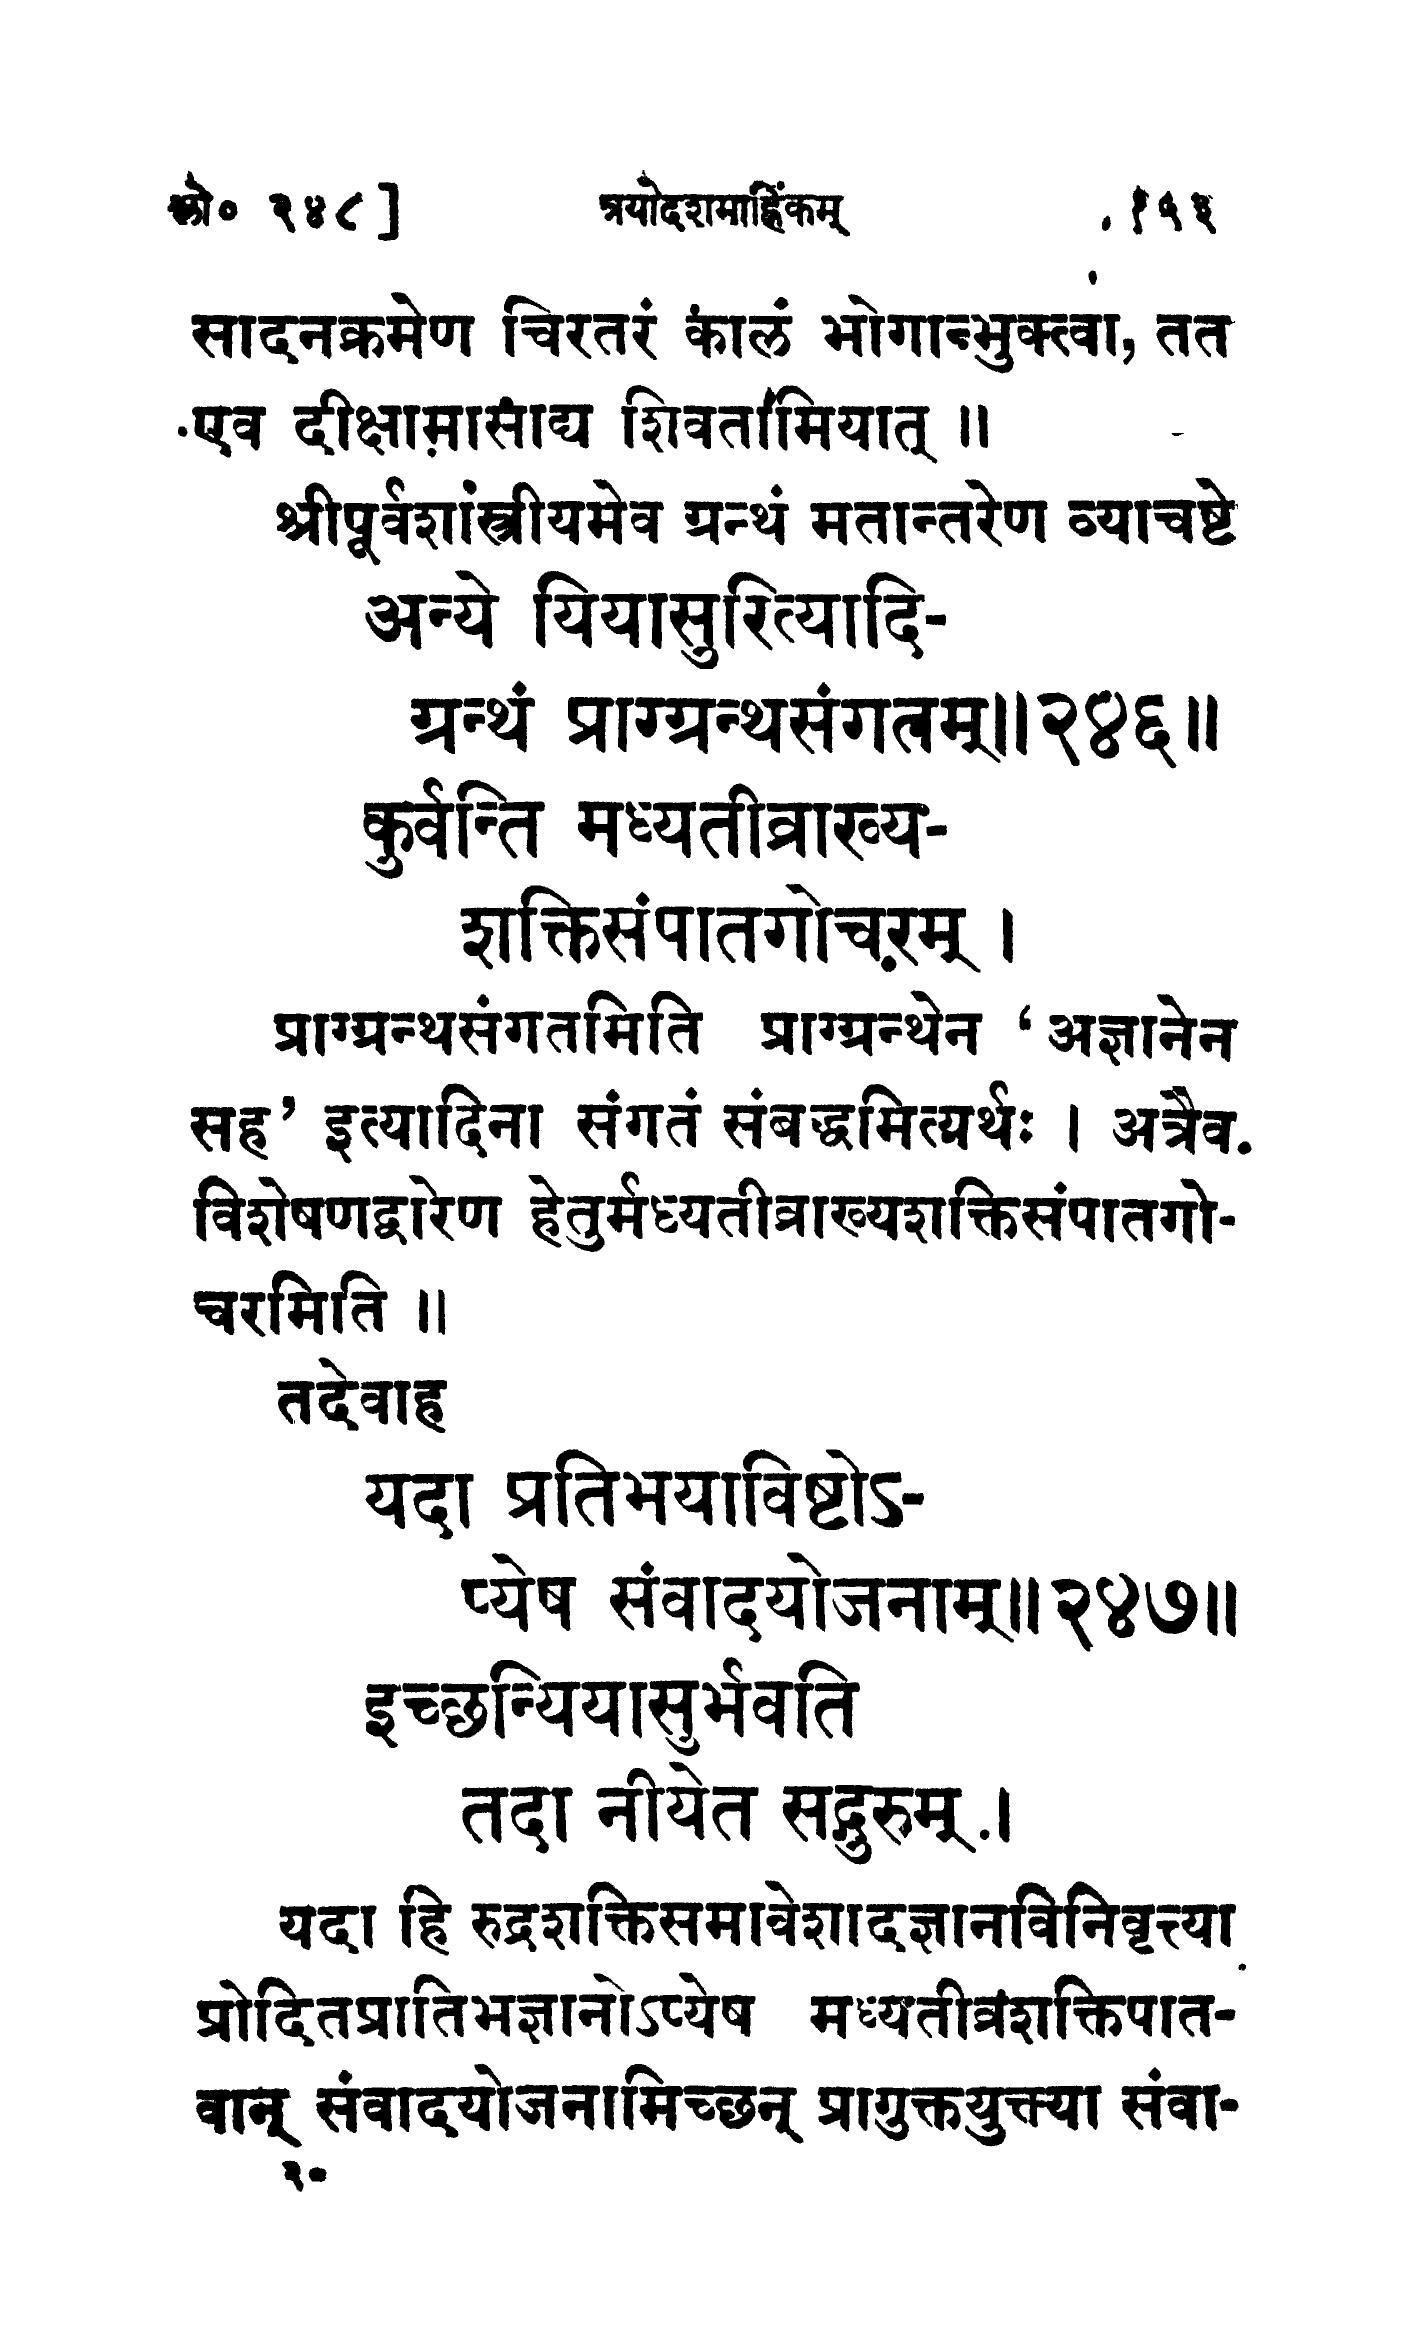 श्लो० २४८]  त्रयोदशमाह्निकम्  १५३
सादनक्रमेण चिरतरं कालं भोगान्भुक्त्वा, तत
एव दीक्षामासाद्य शिवतामियात् ॥
श्रीपूर्वशास्त्रीयमेव ग्रन्थं मतान्तरेण व्याचष्टे
अन्ये यियासुरित्यादि-
ग्रन्थं प्राग्ग्रन्थसंगतम्॥२४६॥
कुर्वन्ति मध्यतीव्राख्य-
शक्तिसंपातगोचरम् ।
प्राग्ग्रन्थसंगतमिति प्राग्ग्रन्थेन ‘अज्ञानेन
सह’ इत्यादिना संगतं संबद्धमित्यर्थः । अत्रैव
विशेषणद्वारेण हेतुर्मध्यतीव्राख्यशक्तिसंपातगो-
चरमिति ॥
तदेवाह
यदा प्रतिभयाविष्टोऽ-
प्येष संवादयोजनाम्॥२४७॥
इच्छन्यियासुर्भवति
तदा नीयेत सद्गुरुम् ।
यदा हि रुद्रशक्तिसमावेशादज्ञानविनिवृत्त्या
प्रोदितप्रातिभज्ञानोऽप्येष मध्यतीव्रशक्तिपात-
वान् संवादयोजनामिच्छन् प्रागुक्तयुक्त्या संवा-
२०